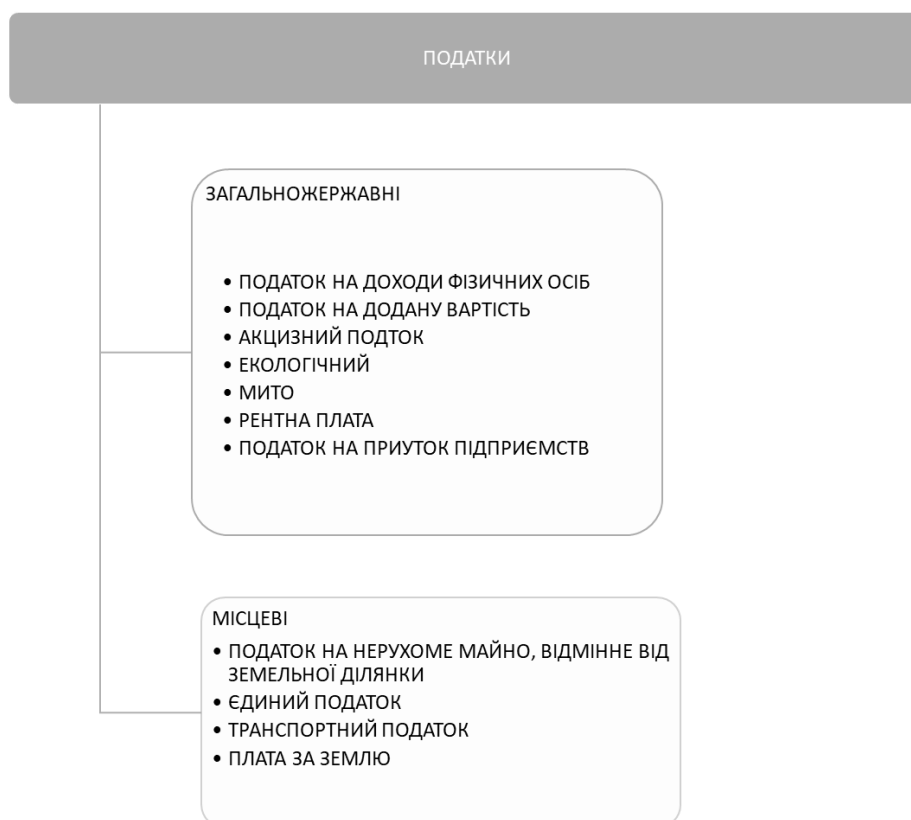 ПОДАТКИ
ЗАГАЛЬНОЖЕРЖАВНІ
• ПОДАТОК НА ДОХОДИ ФІЗИЧНИХ ОСІБ
• ПОДАТОК НА ДОДАНУ ВАРТІСТЬ
• АКЦИЗНИЙ ПОДТОК
• ЕКОЛОГІЧНИЙ
• МИТО
• РЕНТНА ПЛАТА
• ПОДАТОК НА ПРИУТОК ПІДПРИЄМСТВ
МІСЦЕВІ
• ПОДАТОК НА НЕРУХОМЕ МАЙНО, ВІДМІННЕ ВІД
ЗЕМЕЛЬНОЇ ДІЛЯНКИ
• ЄДИНИЙ ПОДАТОК
• ТРАНСПОРТНИЙ ПОДАТОК
• ПЛАТА ЗА ЗЕМЛЮ